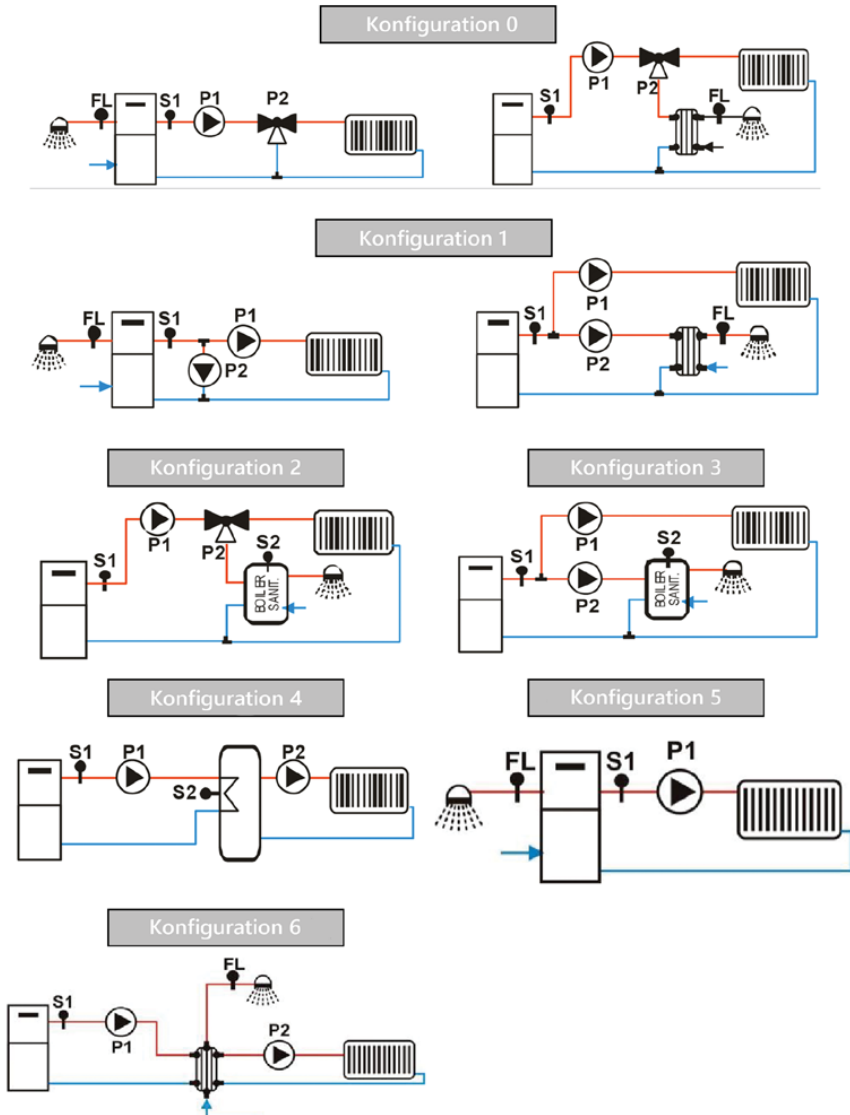 Konfiguration 0
FL S1 P1 P2
S1 P1 P2 FL
Konfiguration 1
FL S1 P1 P2
S1 P1 P2 FL
Konfiguration 2
S1 P1 P2 S2
BOILER
SANIT.
Konfiguration 3
S1 P1 P2 S2
BOILER
SANIT.
Konfiguration 4
S1 P1 S2 P2
Konfiguration 5
FL S1 P1
Konfiguration 6
S1 P1 FL P2